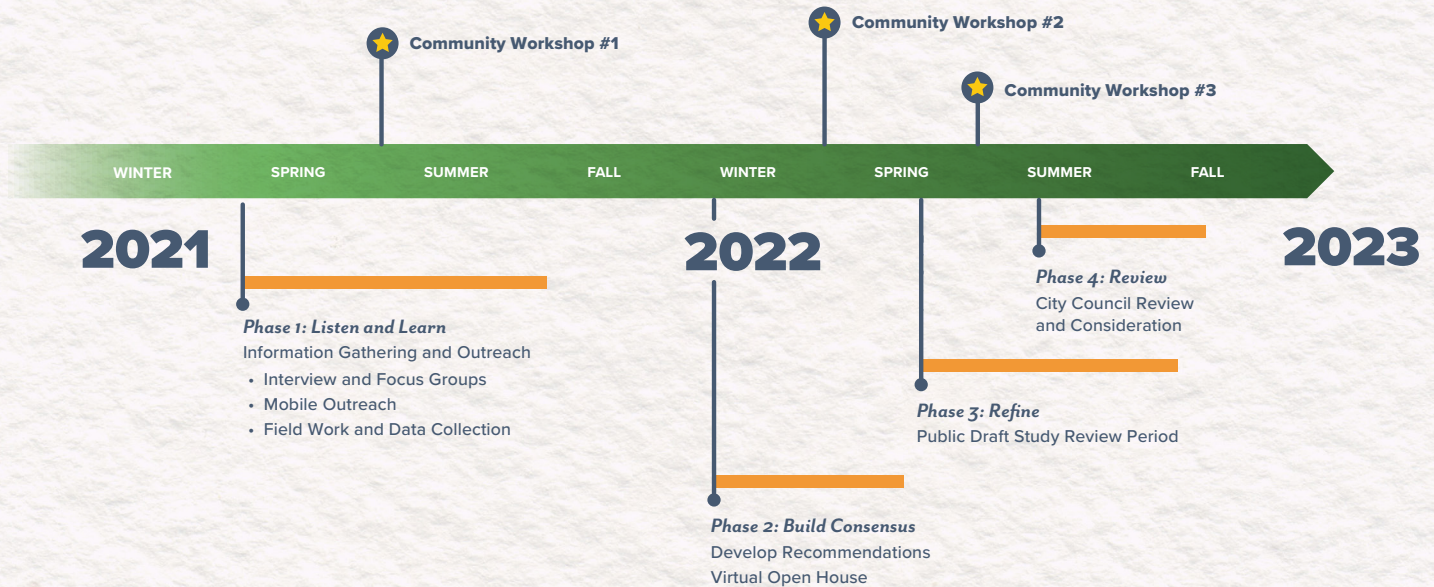 Community Workshop #1
Community Workshop #2
Community Workshop #3
WINTER SPRING SUMMER FALL WINTER SPRING SUMMER FALL
2021
2022
2023
Phase 1: Listen and Learn
Information Gathering and Outreach
• Interview and Focus Groups
• Mobile Outreach
• Field Work and Data Collection
Phase 2: Build Consensus
Develop Recommendations
Virtual Open House
Phase 3: Refine
Public Draft Study Review Period
Phase 4: Review
City Council Review
and Consideration